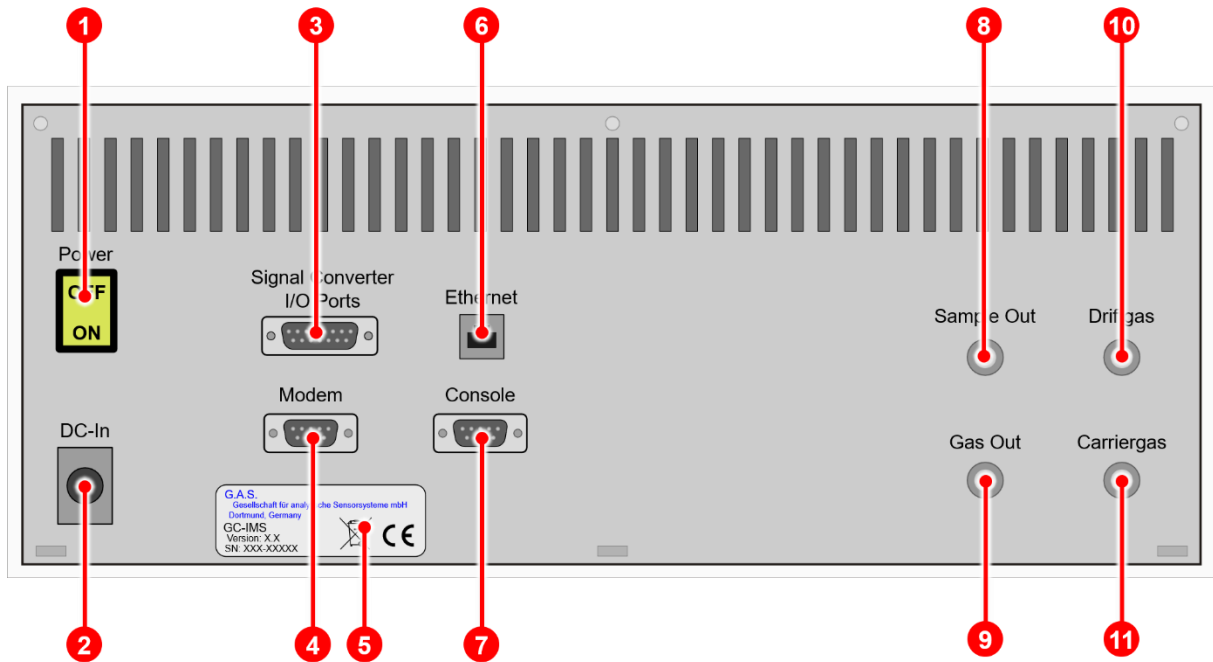 1
3
6
8
10
Power
OFF
ON
Signal Converter
I/O Ports
Ethernet
Sample Out
Driftgas
Modem
Console
DC-In
Gas Out
Carriergas
G.A.S.
Gesellschaft für analytische Sensorsysteme mbH
Dortmund, Germany
GC-IMS
Version: X.X
SN: XXX-XXXXX
CE
2
4
5
7
9
11